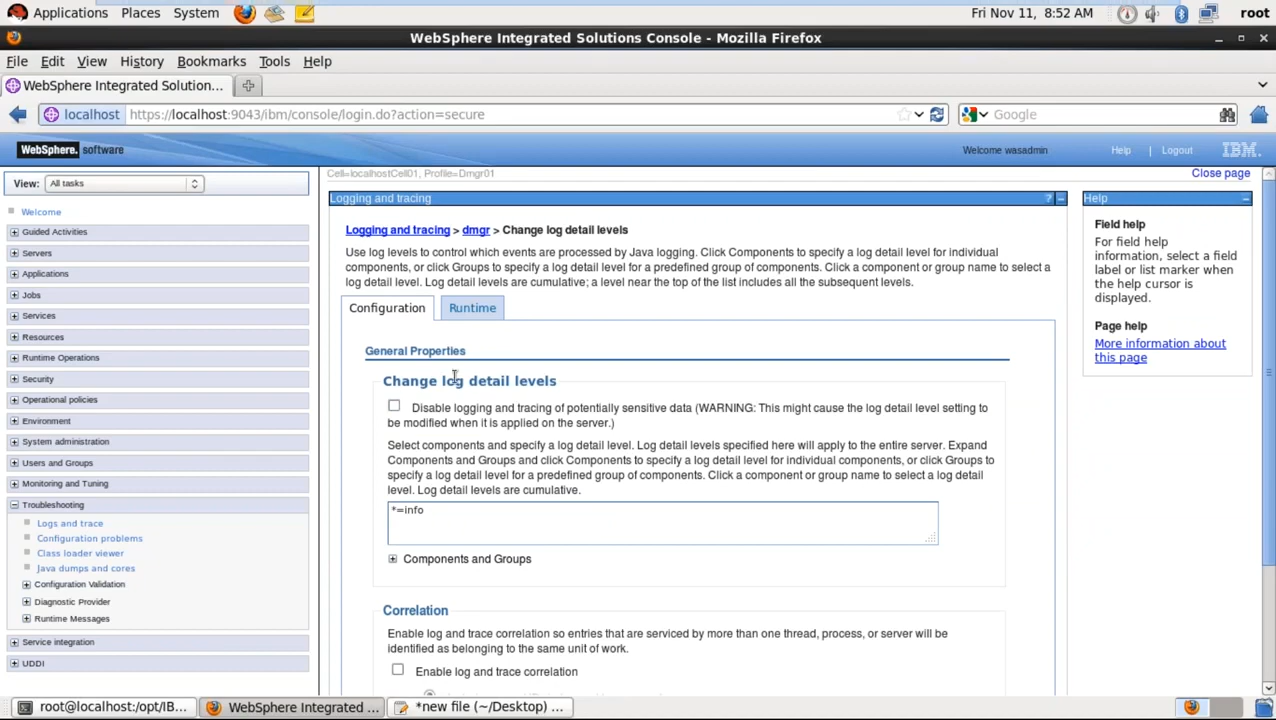 Applications Places System Fri Nov 11, 8:52 AM root
WebSphere Integrated Solutions Console - Mozilla Firefox
File Edit View History Bookmarks Tools Help
WebSphere Integrated Solution...
localhost https://localhost:9043/ibm/console/login.do?action=secure Google
WebSphere. software Welcome wasadmin Help | Logout IBM.
View: All tasks
Welcome
Guided Activities
Servers
Applications
Jobs
Services
Resources
Runtime Operations
Security
Operational policies
Environment
System administration
Users and Groups
Monitoring and Tuning
Troubleshooting
Logs and trace
Configuration problems
Class loader viewer
Java dumps and cores
Configuration Validation
Diagnostic Provider
Runtime Messages
Service integration
UDDI
Cell=localhostCell01, Profile=Dmgr01
Close page
Logging and tracing ?
Logging and tracing > dmgr > Change log detail levels
Use log levels to control which events are processed by Java logging. Click Components to specify a log detail level for individual
components, or click Groups to specify a log detail level for a predefined group of components. Click a component or group name to select a
log detail level. Log detail levels are cumulative; a level near the top of the list includes all the subsequent levels.
Configuration Runtime
General Properties
Change log detail levels
Disable logging and tracing of potentially sensitive data (WARNING: This might cause the log detail level setting to
be modified when it is applied on the server.)
Select components and specify a log detail level. Log detail levels specified here will apply to the entire server. Expand
Components and Groups and click Components to specify a log detail level for individual components, or click Groups to
specify a log detail level for a predefined group of components. Click a component or group name to select a log detail
level. Log detail levels are cumulative.
*=info
Components and Groups
Correlation
Enable log and trace correlation so entries that are serviced by more than one thread, process, or server will be
identified as belonging to the same unit of work.
Enable log and trace correlation
Help
Field help
For field help
information, select a
field label or list
marker when
the help cursor is
displayed.
Page help
More information about
this page
root@localhost:/opt/IB... WebSphere Integrated ... *new file (~/Desktop) ...